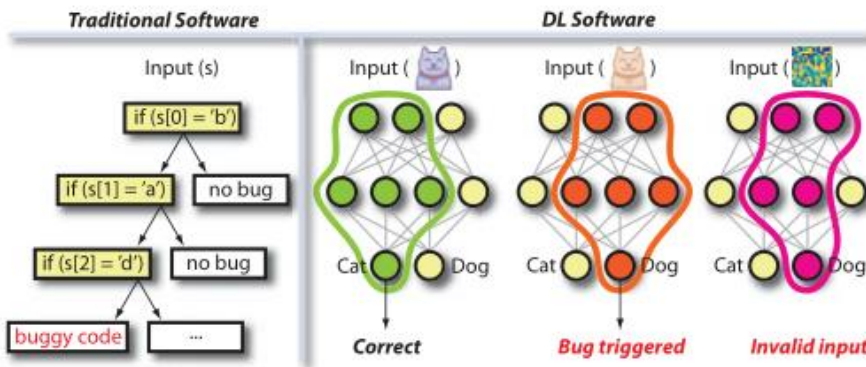 Traditional Software
DL Software
Input (s)
if (s[0] = 'b')
if (s[1] = 'a')
no bug
if (s[2] = 'd')
no bug
buggy code
...
Input ( )
Cat
Dog
Correct
Input ( )
Cat
Dog
Bug triggered
Input ( )
Cat
Dog
Invalid input